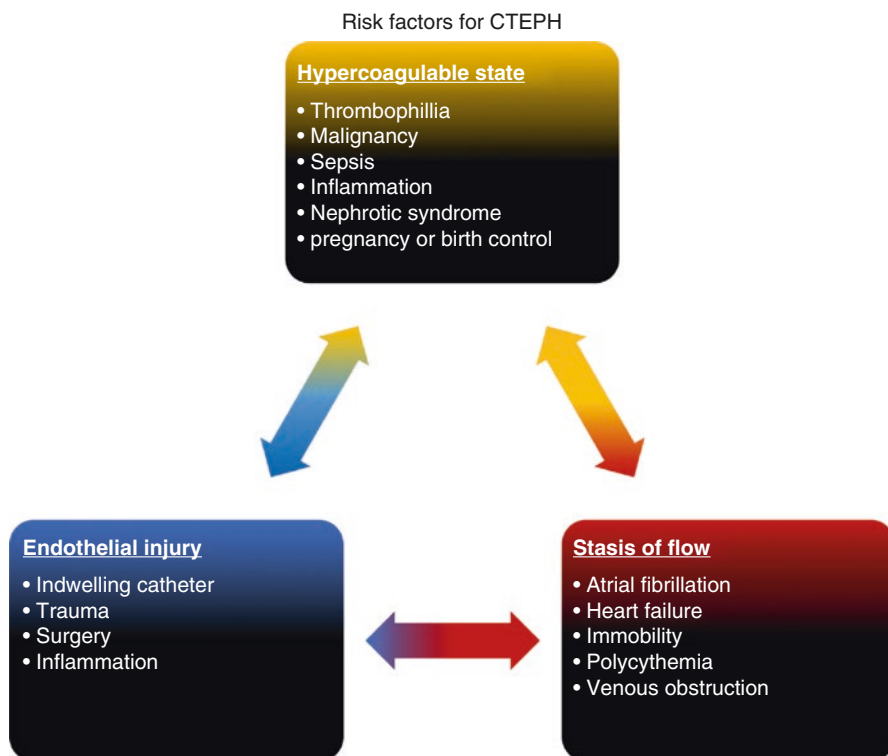 Risk factors for CTEPH
Hypercoagulable state
• Thrombophillia
• Malignancy
• Sepsis
• Inflammation
• Nephrotic syndrome
• pregnancy or birth control
Endothelial injury
• Indwelling catheter
• Trauma
• Surgery
• Inflammation
Stasis of flow
• Atrial fibrillation
• Heart failure
• Immobility
• Polycythemia
• Venous obstruction